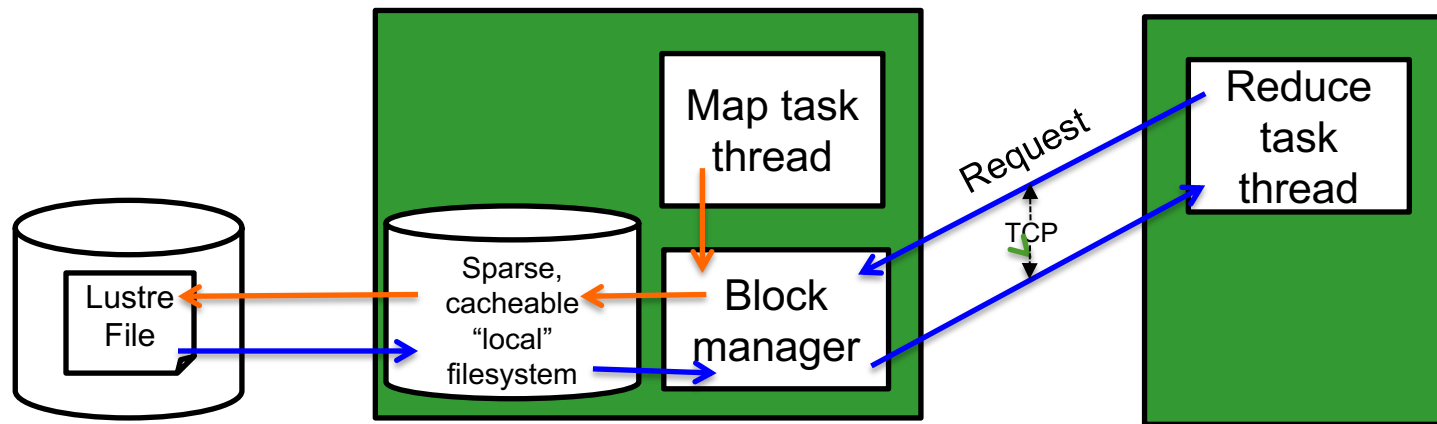 Map task
thread
Reduce
task
thread
Request
TCP
Lustre
File
Sparse,
cacheable
“local”
filesystem
Block
manager